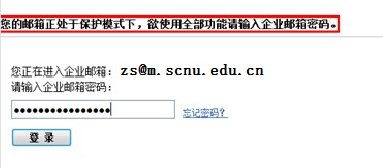 您的邮箱正处于保护模式下，欲使用全部功能请输入企业邮箱密码。
您正在进入企业邮箱：zs@m.scnu.edu.cn
请输入企业邮箱密码：
●●●●●●●●●●●●●●●● 忘记密码？
登 录